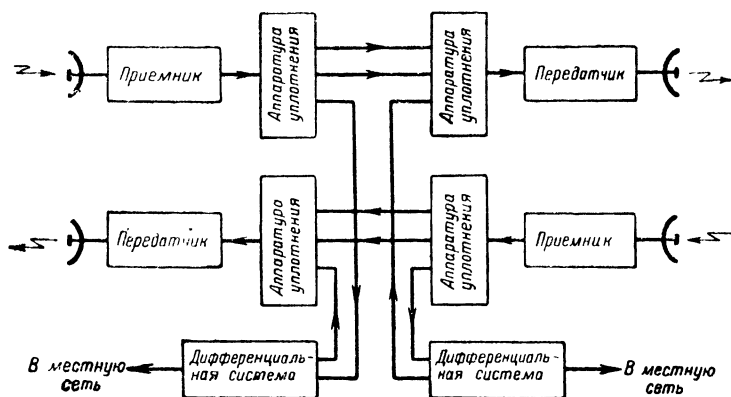 Приемник
Аппаратура
уплотнения
Аппаратура
уплотнения
Передатчик
Передатчик
Аппаратура
уплотнения
Аппаратура
уплотнения
Приемник
В местную
сеть
Дифференциаль-
ная система
Дифференциаль-
ная система
В местную
сеть